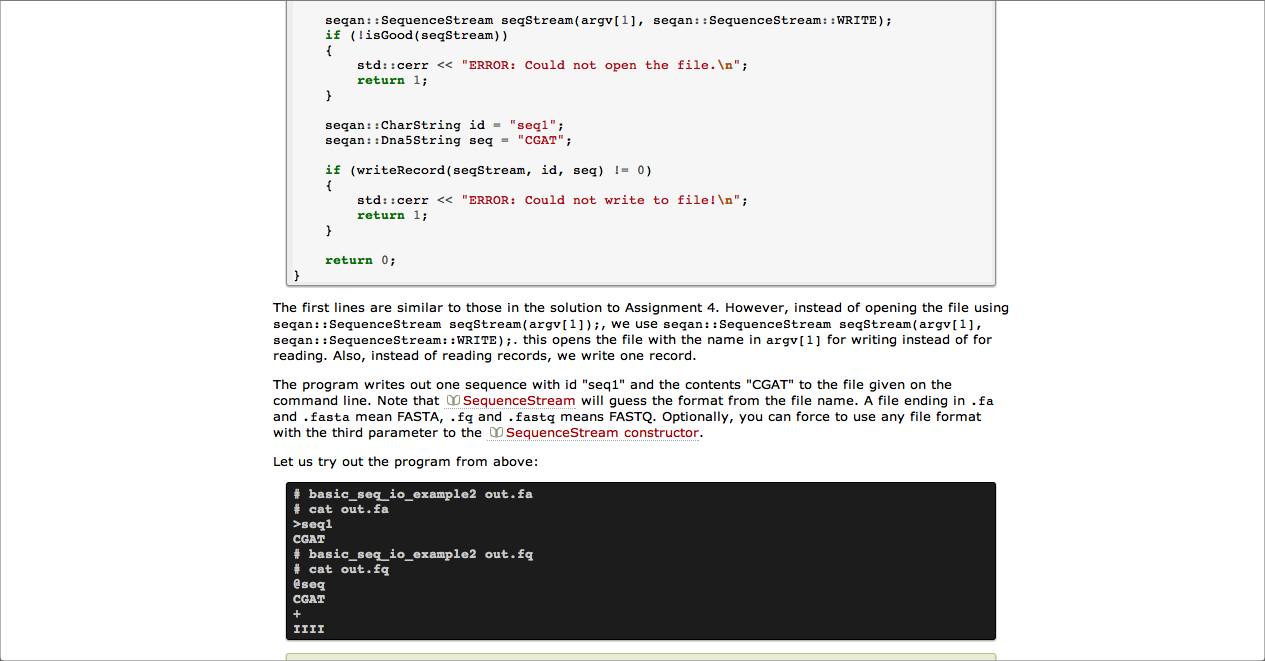 seqan::SequenceStream seqStream(argv[1], seqan::SequenceStream::WRITE);
if (!isGood(seqStream))
{
std::cerr << "ERROR: Could not open the file.\n";
return 1;
}
seqan::CharString id = "seq1";
seqan::Dna5String seq = "CGAT";
if (writeRecord(seqStream, id, seq) != 0)
{
std::cerr << "ERROR: Could not write to file!\n";
return 1;
}
return 0;
}
The first lines are similar to those in the solution to Assignment 4. However, instead of opening the file using
seqan::SequenceStream seqStream(argv[1]);, we use seqan::SequenceStream seqStream(argv[1],
seqan::SequenceStream::WRITE);. this opens the file with the name in argv[1] for writing instead of for
reading. Also, instead of reading records, we write one record.
The program writes out one sequence with id "seq1" and the contents "CGAT" to the file given on the
command line. Note that SequenceStream will guess the format from the file name. A file ending in .fa
and .fasta mean FASTA, .fq and .fastq means FASTQ. Optionally, you can force to use any file format
with the third parameter to the SequenceStream constructor.
Let us try out the program from above:
# basic_seq_io_example2 out.fa
# cat out.fa
>seq1
CGAT
# basic_seq_io_example2 out.fq
# cat out.fq
@seq
CGAT
+
IIII